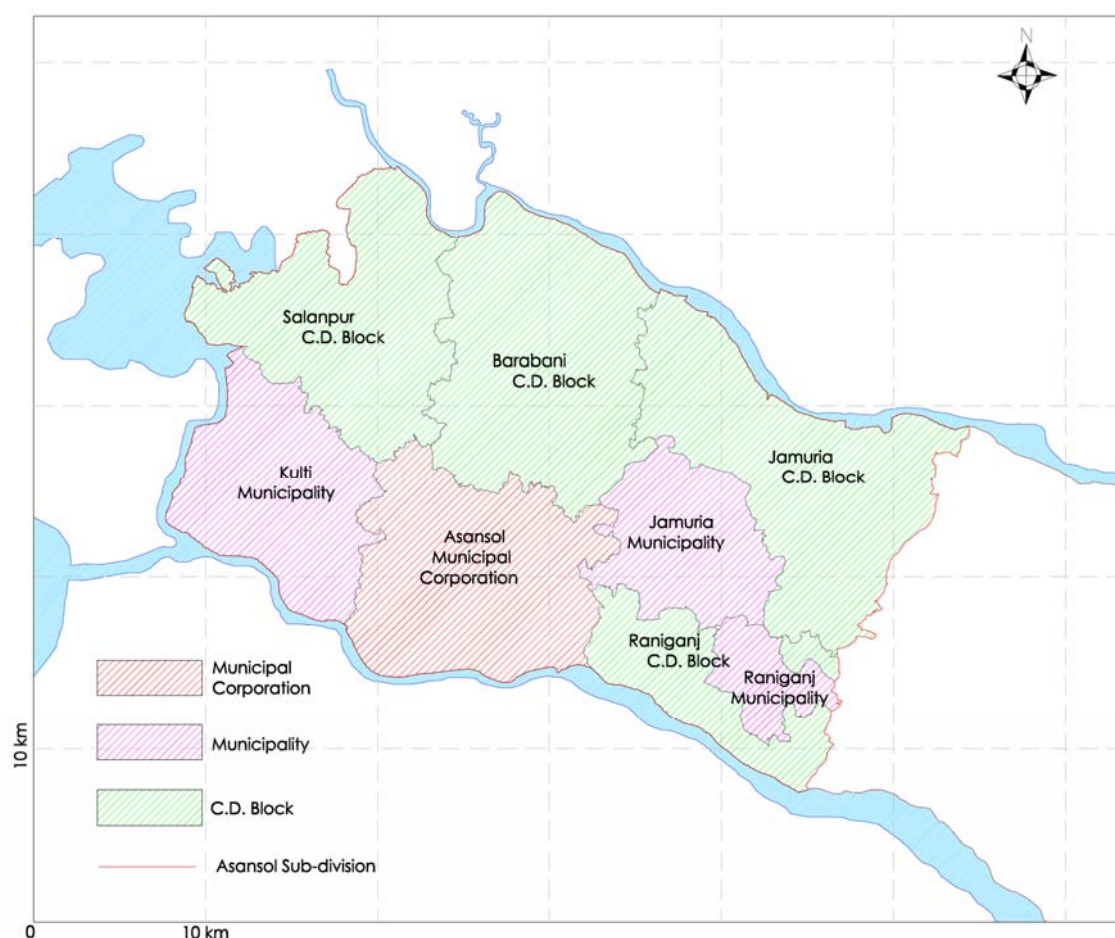 N
Salanpur
C.D. Block
Barabani
C.D. Block
Jamuria
C.D. Block
Kulti
Municipality
Jamuria
Municipality
Asansol
Municipal
Corporation
Raniganj
C.D. Block
Raniganj
Municipality
Municipal
Corporation
Municipality
C.D. Block
Asansol Sub-division
10 km
0
10 km